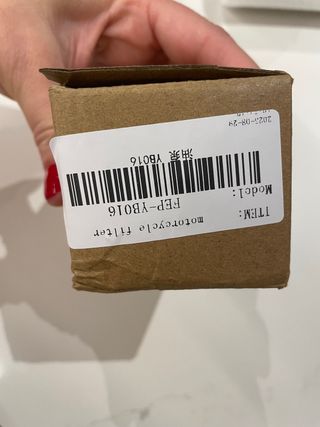 ITEM: motorcycle filter
Model: FEP-YB016
油泵 YB016